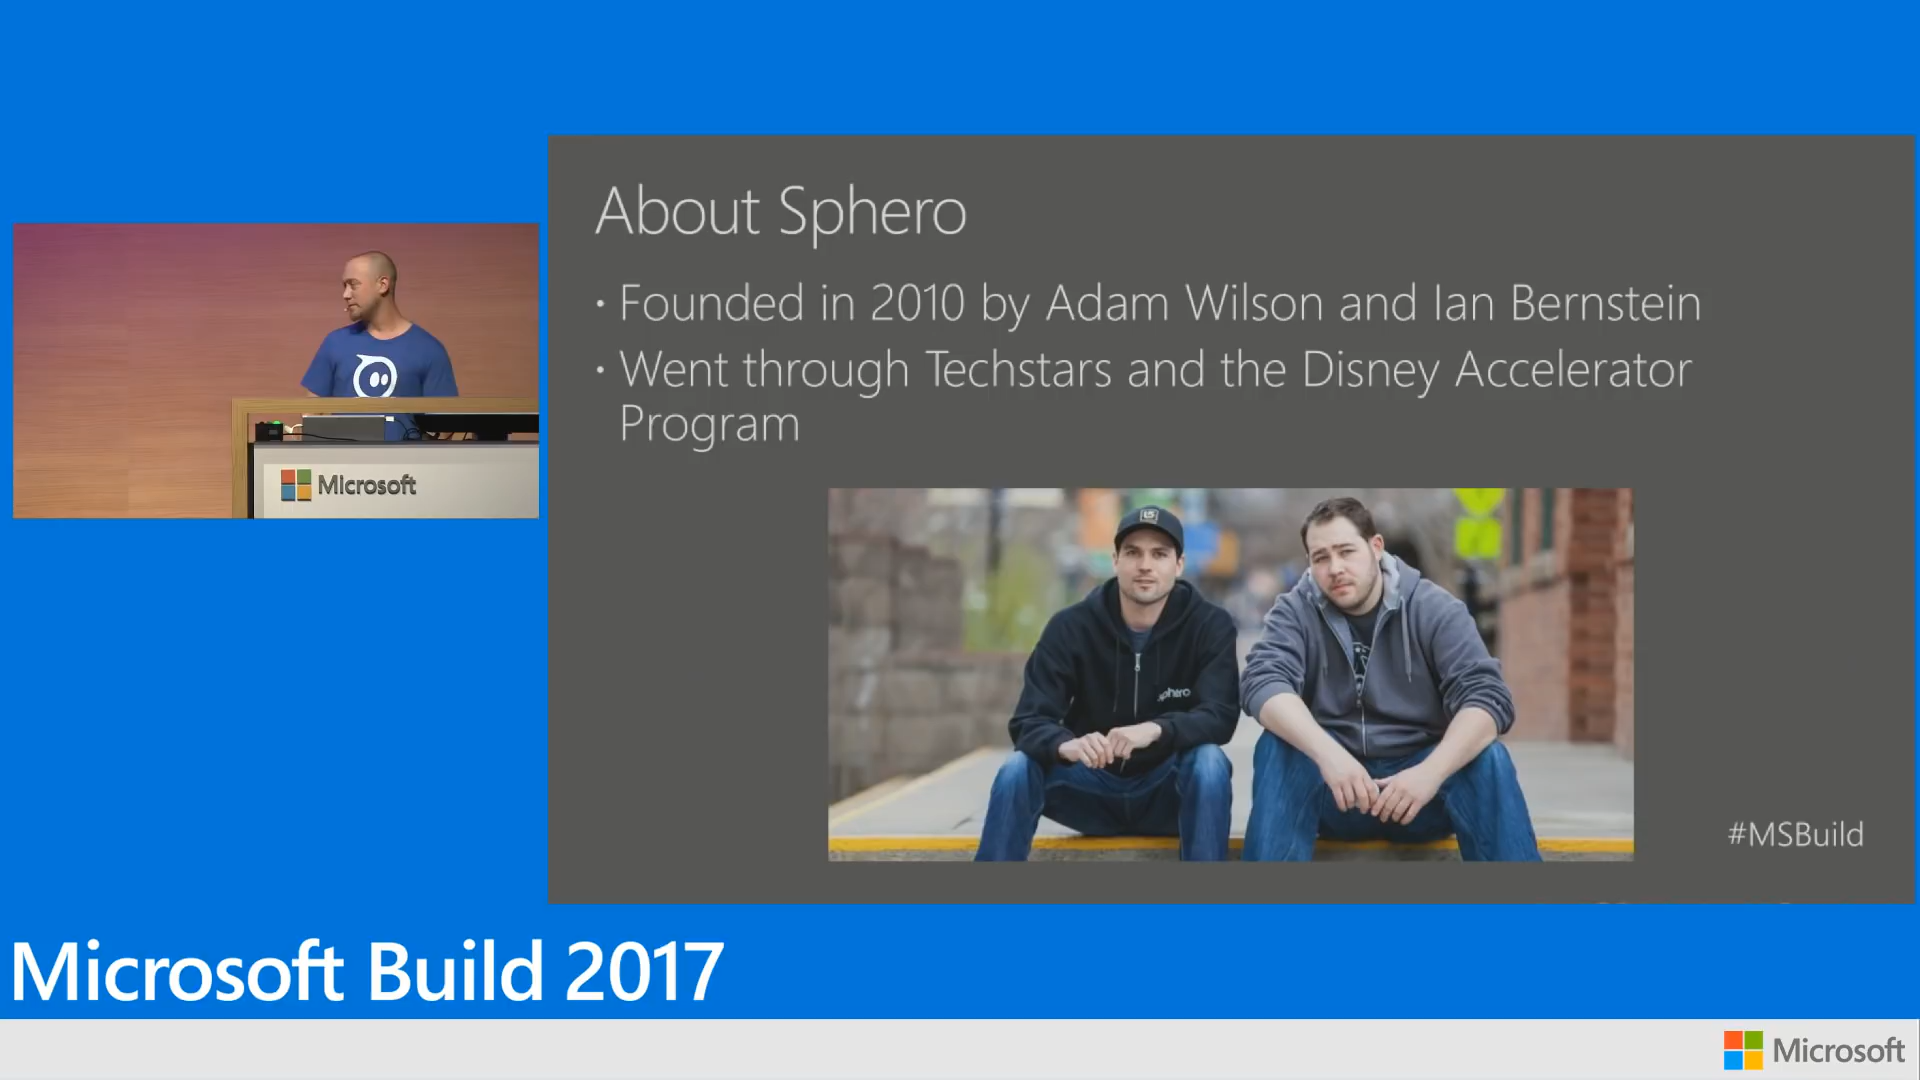 About Sphero
• Founded in 2010 by Adam Wilson and Ian Bernstein
• Went through Techstars and the Disney Accelerator
Program
Microsoft
sphero
#MSBuild
Microsoft Build 2017
Microsoft